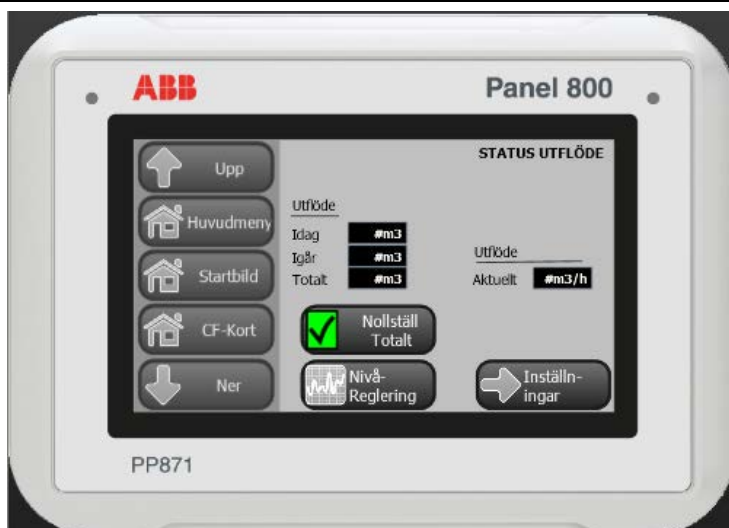 ABB
Panel 800
STATUS UTFLÖDE
Upp
Huvudmeny
Startbild
CF-Kort
Ner
Utflöde
Idag #m3
Igår #m3
Totalt #m3
Utflöde
Aktuellt #m3/h
Nollställ
Totalt
Nivå-
Reglering
Inställn-
ingar
PP871